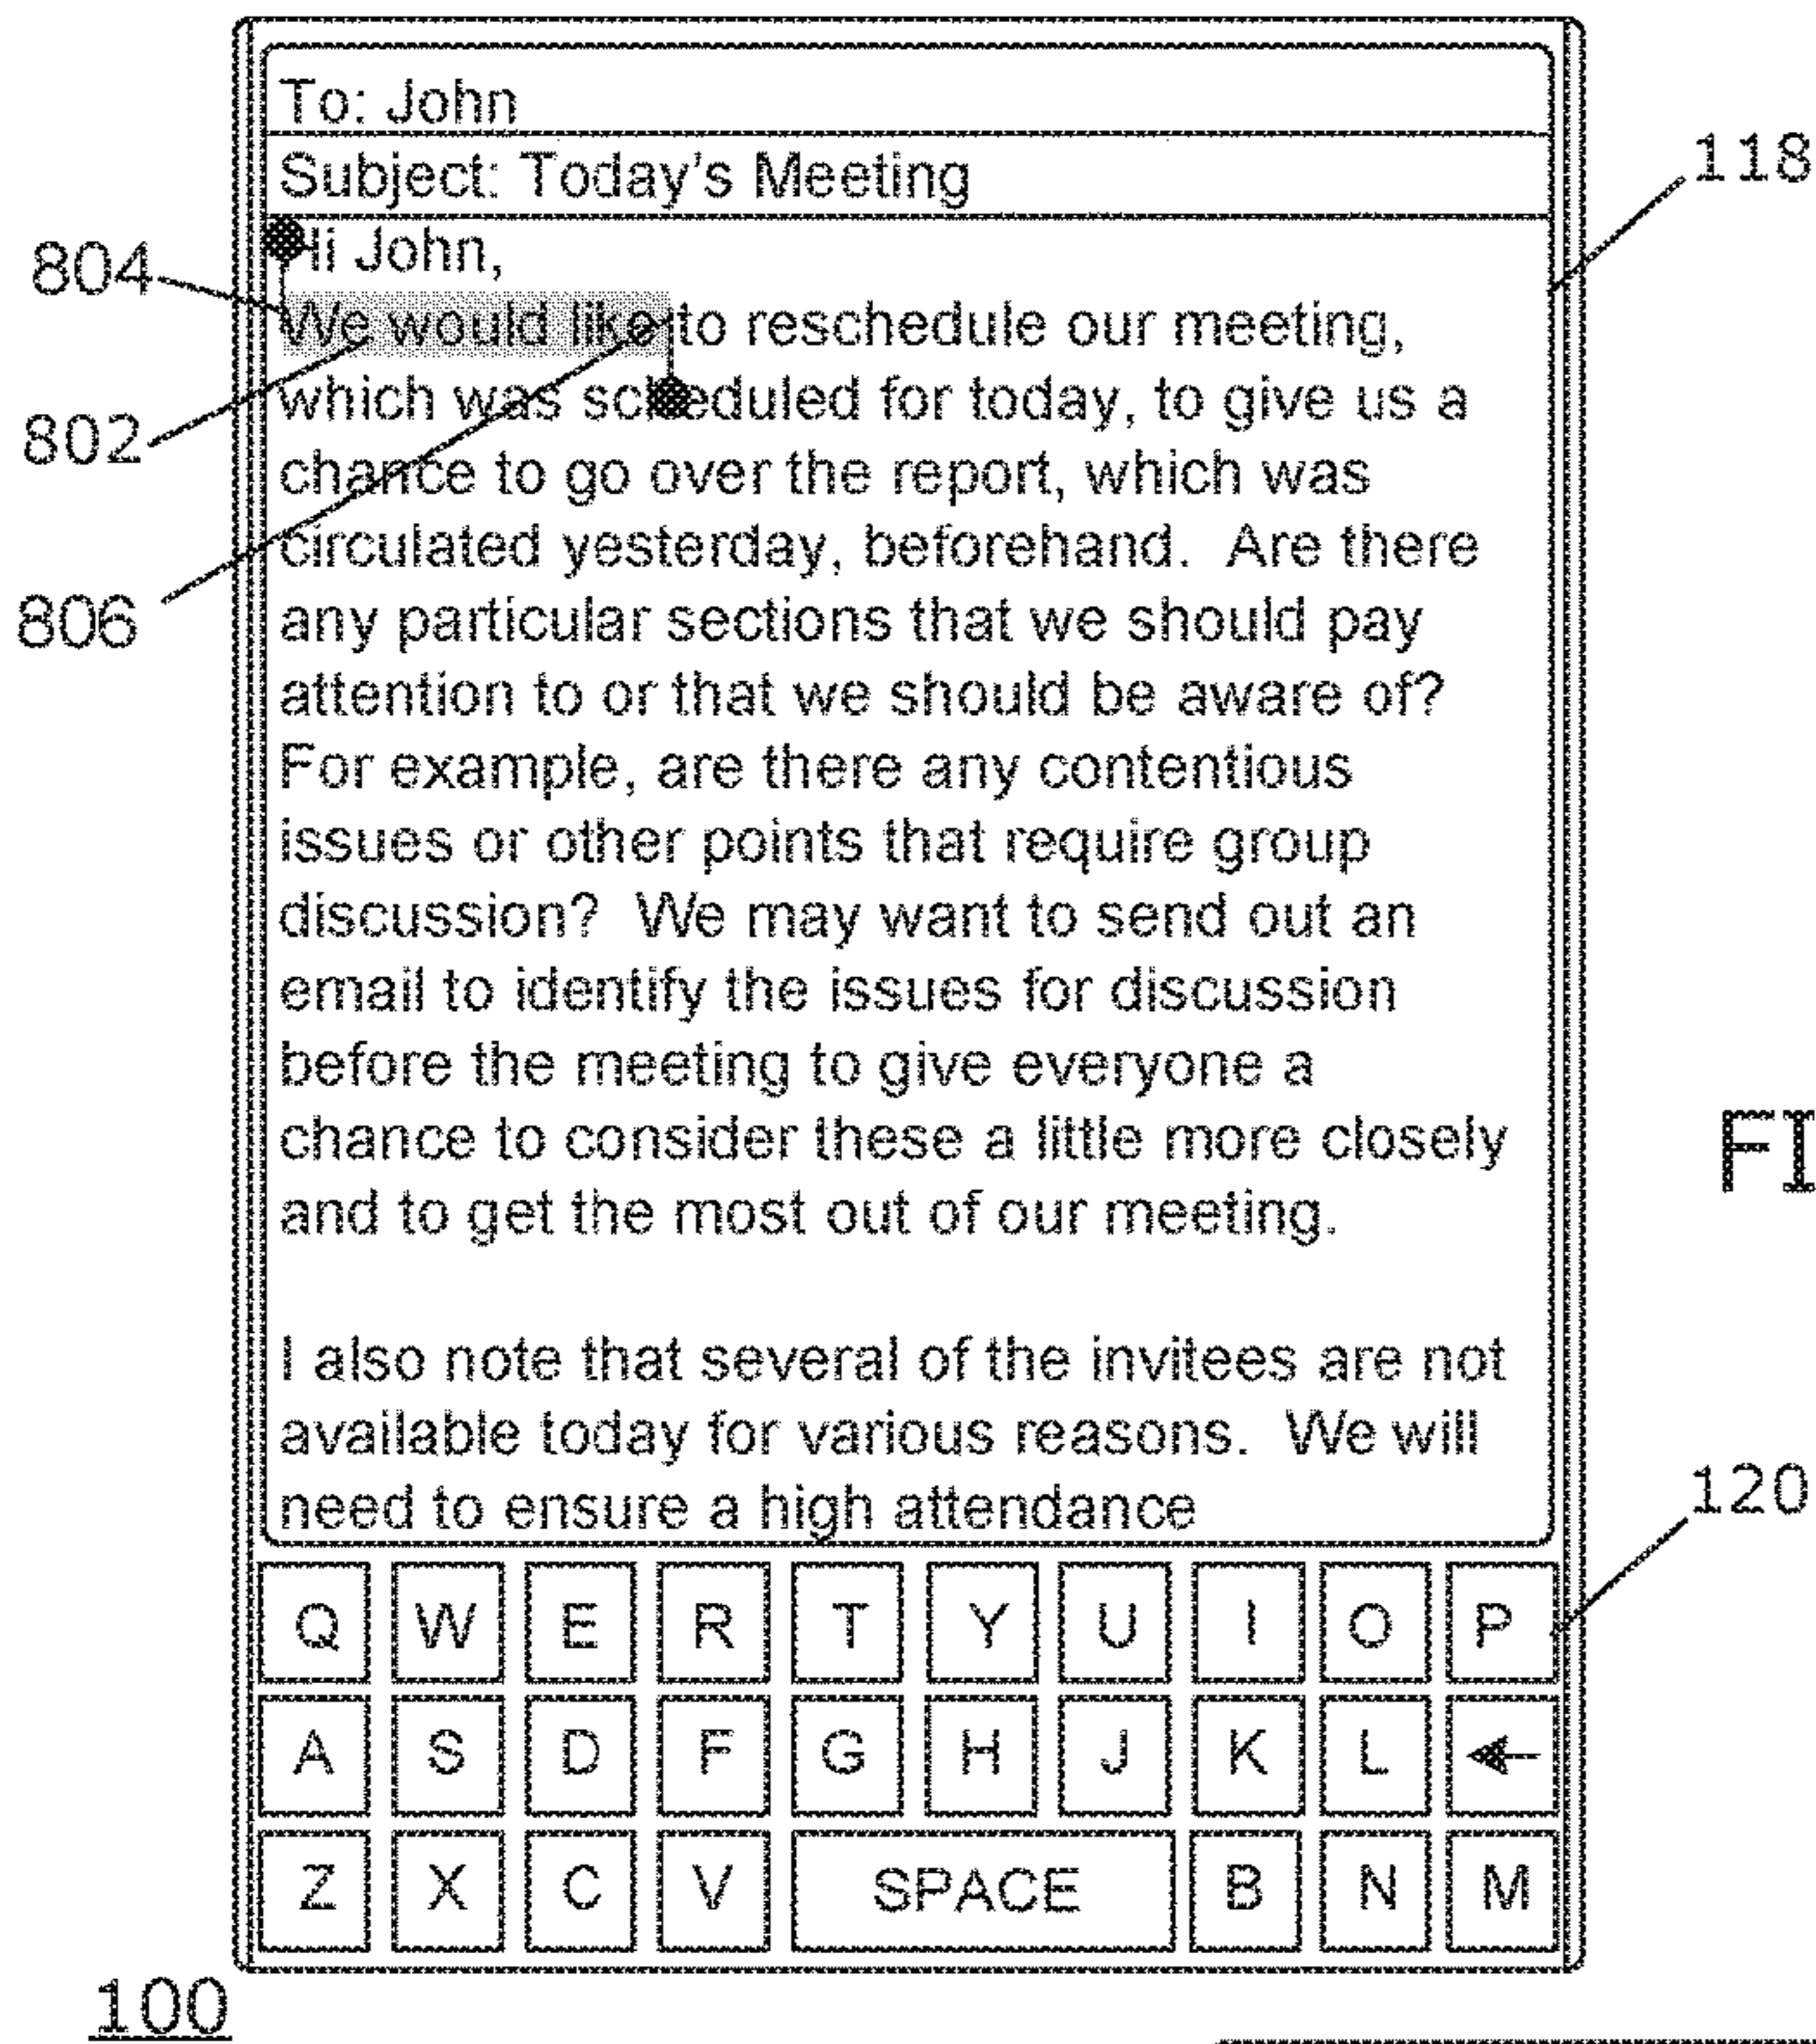 To: John
Subject: Today's Meeting
118
Hi John,
804
We would like to reschedule our meeting,
which was scheduled for today, to give us a
802
chance to go over the report, which was
circulated yesterday, beforehand. Are there
806
any particular sections that we should pay
attention to or that we should be aware of?
For example, are there any contentious
issues or other points that require group
discussion? We may want to send out an
email to identify the issues for discussion
before the meeting to give everyone a
chance to consider these a little more closely
FI
and to get the most out of our meeting.
I also note that several of the invitees are not
available today for various reasons. We will
need to ensure a high attendance
120
Q W E R T Y U I O P
A S D F G H J K L ←
Z X C V SPACE B N M
100